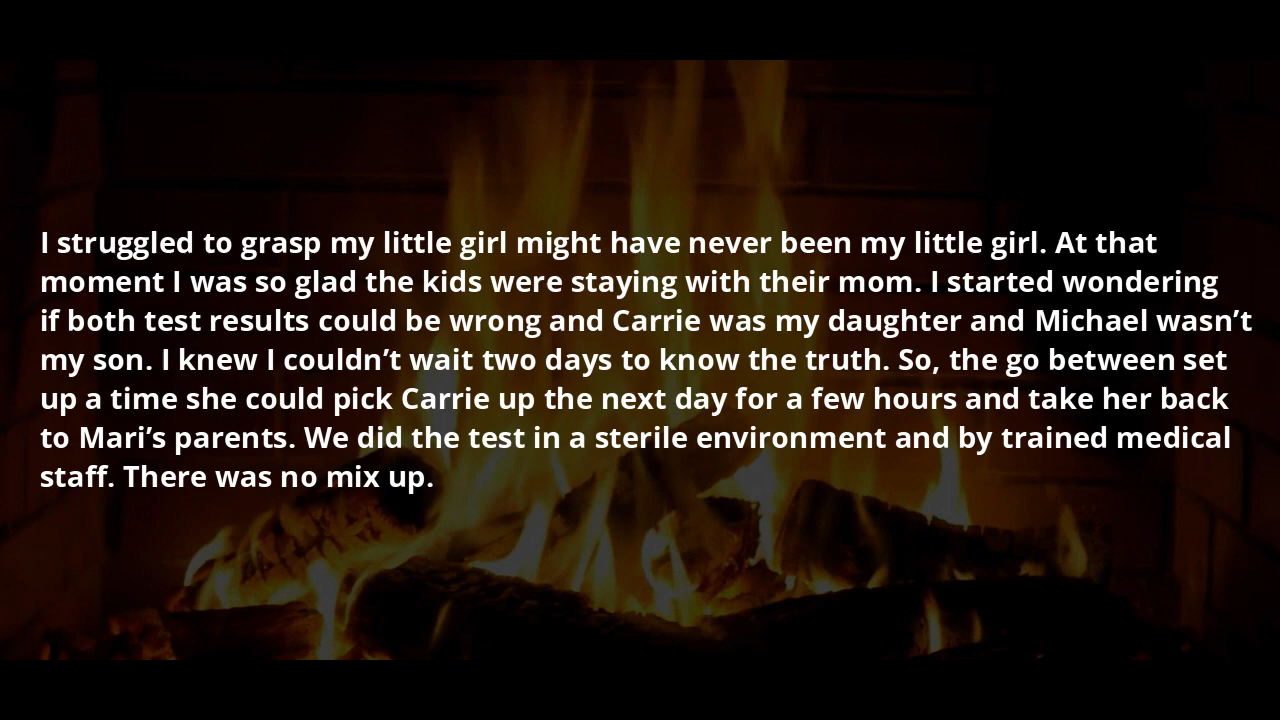 I struggled to grasp my little girl might have never been my little girl. At that
moment I was so glad the kids were staying with their mom. I started wondering
if both test results could be wrong and Carrie was my daughter and Michael wasn’t
my son. I knew I couldn’t wait two days to know the truth. So, the go between set
up a time she could pick Carrie up the next day for a few hours and take her back
to Mari’s parents. We did the test in a sterile environment and by trained medical
staff. There was no mix up.